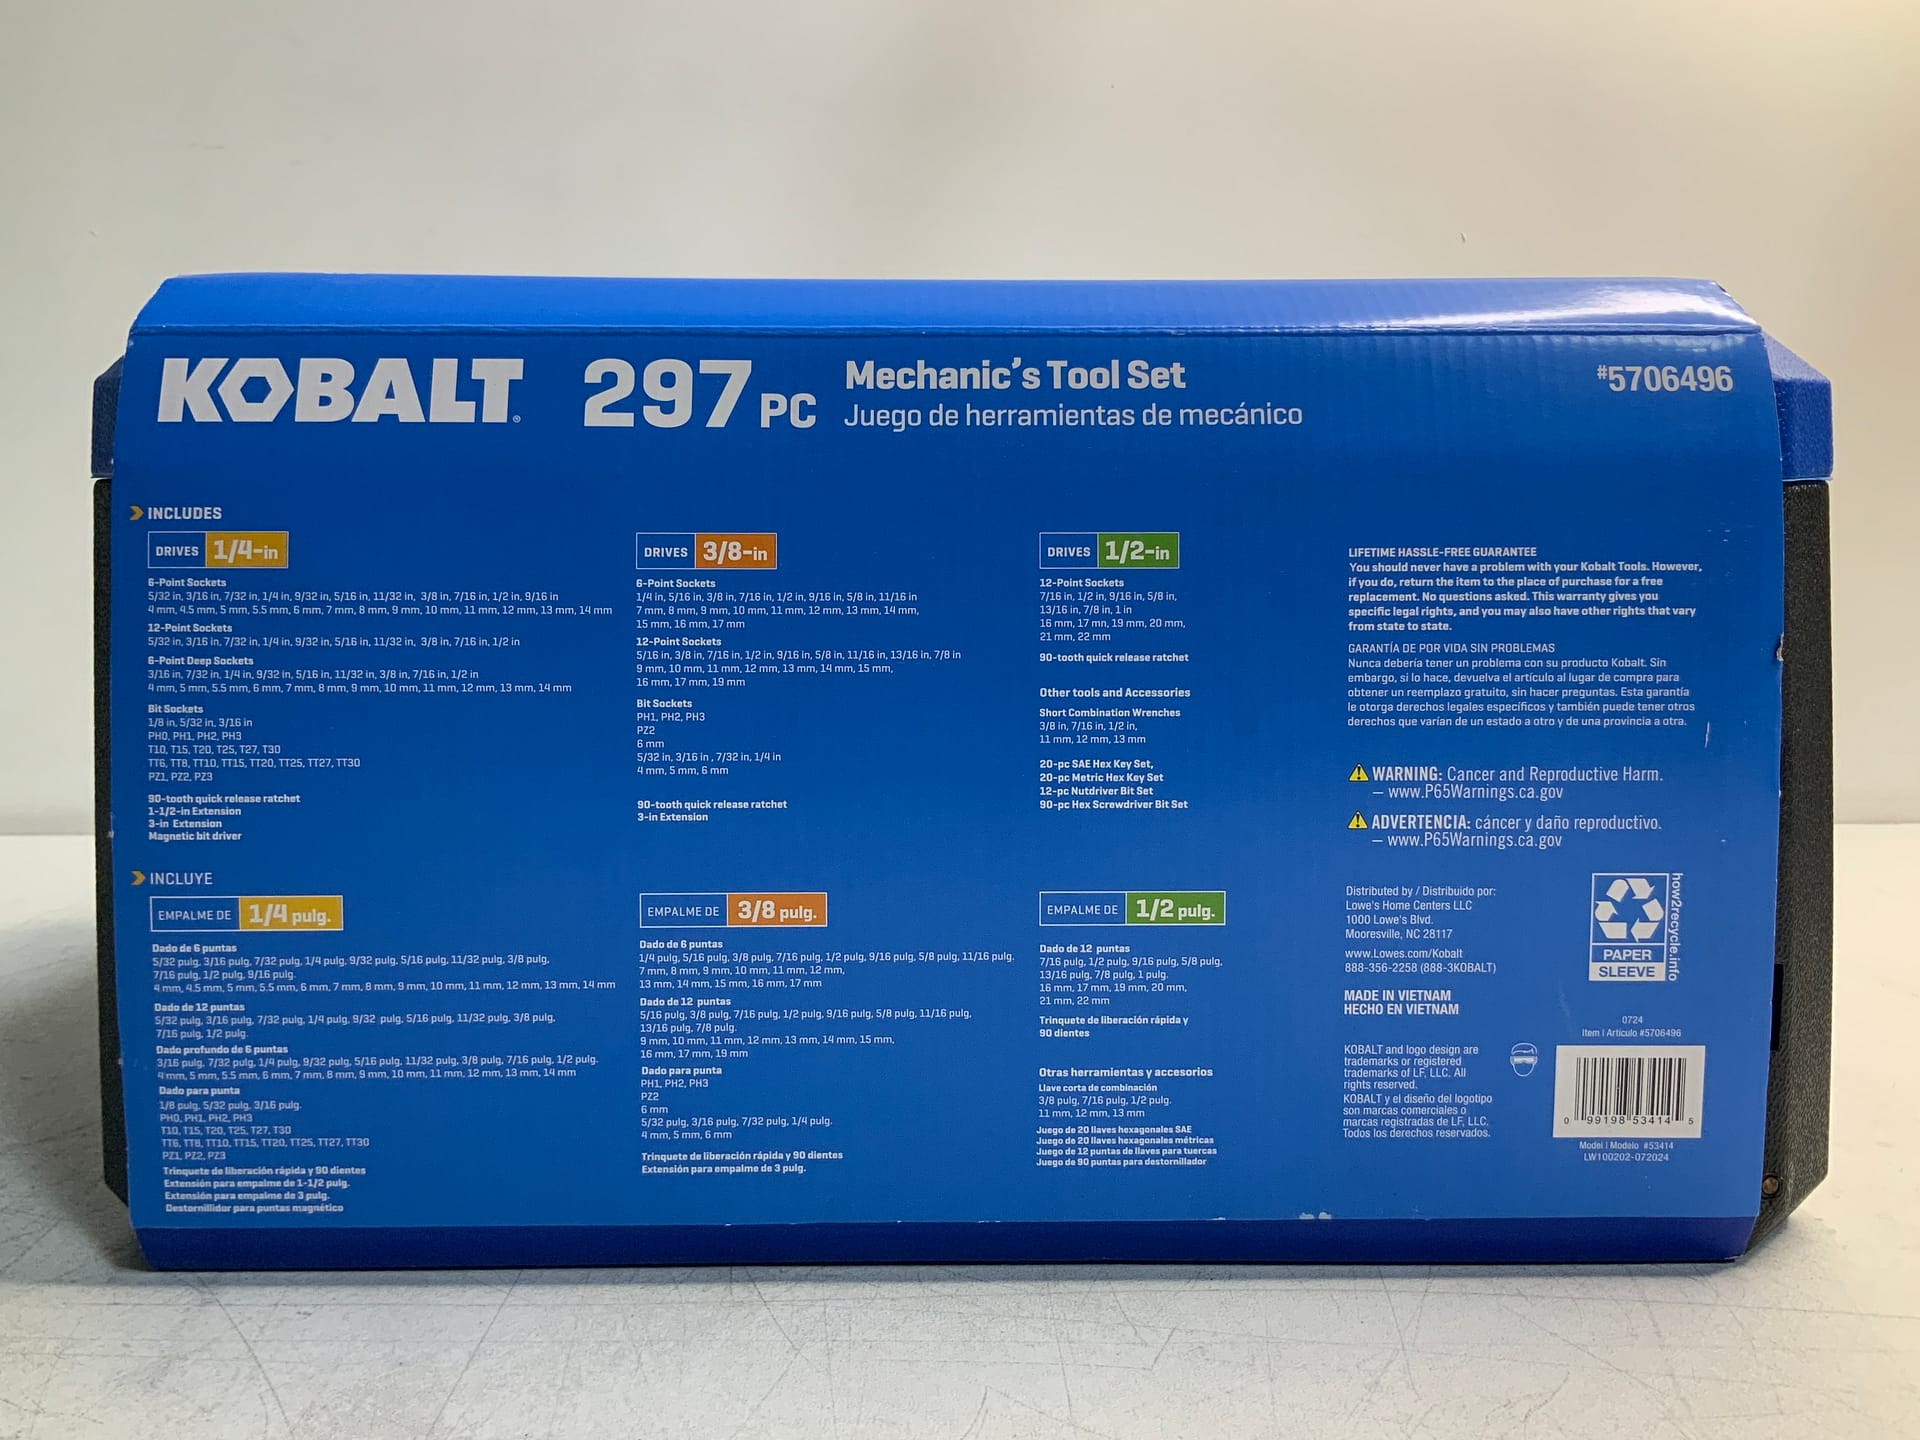 KOBALT® 297 PC Mechanic's Tool Set #5706496
Juego de herramientas de mecánico
INCLUDES
DRIVES 1/4-in
6-Point Sockets
5/32 in, 3/16 in, 7/32 in, 1/4 in, 9/32 in, 5/16 in, 11/32 in, 3/8 in, 7/16 in, 1/2 in, 9/16 in
4 mm, 4.5 mm, 5 mm, 5.5 mm, 6 mm, 7 mm, 8 mm, 9 mm, 10 mm, 11 mm, 12 mm, 13 mm, 14 mm
12-Point Sockets
5/32 in, 3/16 in, 7/32 in, 1/4 in, 9/32 in, 5/16 in, 11/32 in, 3/8 in, 7/16 in, 1/2 in
6-Point Deep Sockets
3/16 in, 7/32 in, 1/4 in, 9/32 in, 5/16 in, 11/32 in, 3/8 in, 7/16 in, 1/2 in
4 mm, 5 mm, 5.5 mm, 6 mm, 7 mm, 8 mm, 9 mm, 10 mm, 11 mm, 12 mm, 13 mm, 14 mm
Bit Sockets
1/8 in, 5/32 in, 3/16 in
PH0, PH1, PH2, PH3
T10, T15, T20, T25, T27, T30
TT6, TT8, TT10, TT15, TT20, TT25, TT27, TT30
PZ1, PZ2, PZ3
90-tooth quick release ratchet
1-1/2-in Extension
3-in Extension
Magnetic bit driver
DRIVES 3/8-in
6-Point Sockets
1/4 in, 5/16 in, 3/8 in, 7/16 in, 1/2 in, 9/16 in, 5/8 in, 11/16 in
7 mm, 8 mm, 9 mm, 10 mm, 11 mm, 12 mm, 13 mm, 14 mm,
15 mm, 16 mm, 17 mm
12-Point Sockets
5/16 in, 3/8 in, 7/16 in, 1/2 in, 9/16 in, 5/8 in, 11/16 in, 13/16 in, 7/8 in
9 mm, 10 mm, 11 mm, 12 mm, 13 mm, 14 mm, 15 mm,
16 mm, 17 mm, 19 mm
Bit Sockets
PH1, PH2, PH3
PZ2
6 mm
5/32 in, 3/16 in , 7/32 in, 1/4 in
4 mm, 5 mm, 6 mm
90-tooth quick release ratchet
3-in Extension
DRIVES 1/2-in
12-Point Sockets
7/16 in, 1/2 in, 9/16 in, 5/8 in,
13/16 in, 7/8 in, 1 in
16 mm, 17 mn, 19 mm, 20 mm,
21 mm, 22 mm
90-tooth quick release ratchet
Other tools and Accessories
Short Combination Wrenches
3/8 in, 7/16 in, 1/2 in,
11 mm, 12 mm, 13 mm
20-pc SAE Hex Key Set,
20-pc Metric Hex Key Set
12-pc Nutdriver Bit Set
90-pc Hex Screwdriver Bit Set
LIFETIME HASSLE-FREE GUARANTEE
You should never have a problem with your Kobalt Tools. However,
if you do, return the item to the place of purchase for a free
replacement. No questions asked. This warranty gives you
specific legal rights, and you may also have other rights that vary
from state to state.
GARANTÍA DE POR VIDA SIN PROBLEMAS
Nunca debería tener un problema con su producto Kobalt. Sin
embargo, si lo hace, devuelva el artículo al lugar de compra para
obtener un reemplazo gratuito, sin hacer preguntas. Esta garantía
le otorga derechos legales específicos y también puede tener otros
derechos que varían de un estado a otro y de una provincia a otra.
WARNING: Cancer and Reproductive Harm.
– www.P65Warnings.ca.gov
ADVERTENCIA: cáncer y daño reproductivo.
– www.P65Warnings.ca.gov
INCLUYE
EMPALME DE 1/4 pulg.
Dado de 6 puntas
5/32 pulg, 3/16 pulg, 7/32 pulg, 1/4 pulg, 9/32 pulg, 5/16 pulg, 11/32 pulg, 3/8 pulg,
7/16 pulg, 1/2 pulg, 9/16 pulg.
4 mm, 4.5 mm, 5 mm, 5.5 mm, 6 mm, 7 mm, 8 mm, 9 mm, 10 mm, 11 mm, 12 mm, 13 mm, 14 mm
Dado de 12 puntas
5/32 pulg, 3/16 pulg, 7/32 pulg, 1/4 pulg, 9/32 pulg, 5/16 pulg, 11/32 pulg, 3/8 pulg,
7/16 pulg, 1/2 pulg.
Dado profundo de 6 puntas
3/16 pulg, 7/32 pulg, 1/4 pulg, 9/32 pulg, 5/16 pulg, 11/32 pulg, 3/8 pulg, 7/16 pulg, 1/2 pulg.
4 mm, 5 mm, 5.5 mm, 6 mm, 7 mm, 8 mm, 9 mm, 10 mm, 11 mm, 12 mm, 13 mm, 14 mm
Dado para punta
1/8 pulg, 5/32 pulg, 3/16 pulg.
PH0, PH1, PH2, PH3
T10, T15, T20, T25, T27, T30
TT6, TT8, TT10, TT15, TT20, TT25, TT27, TT30
PZ1, PZ2, PZ3
Trinquete de liberación rápida y 90 dientes
Extensión para empalme de 1-1/2 pulg.
Extensión para empalme de 3 pulg.
Destornillador para puntas magnético
EMPALME DE 3/8 pulg.
Dado de 6 puntas
1/4 pulg, 5/16 pulg, 3/8 pulg, 7/16 pulg, 1/2 pulg, 9/16 pulg, 5/8 pulg, 11/16 pulg.
7 mm, 8 mm, 9 mm, 10 mm, 11 mm, 12 mm,
13 mm, 14 mm, 15 mm, 16 mm, 17 mm
Dado de 12 puntas
5/16 pulg, 3/8 pulg, 7/16 pulg, 1/2 pulg, 9/16 pulg, 5/8 pulg, 11/16 pulg,
13/16 pulg, 7/8 pulg.
9 mm, 10 mm, 11 mm, 12 mm, 13 mm, 14 mm, 15 mm,
16 mm, 17 mm, 19 mm
Dado para punta
PH1, PH2, PH3
PZ2
6 mm
5/32 pulg, 3/16 pulg, 7/32 pulg, 1/4 pulg.
4 mm, 5 mm, 6 mm
Trinquete de liberación rápida y 90 dientes
Extensión para empalme de 3 pulg.
EMPALME DE 1/2 pulg.
Dado de 12 puntas
7/16 pulg, 1/2 pulg, 9/16 pulg, 5/8 pulg,
13/16 pulg, 7/8 pulg, 1 pulg.
16 mm, 17 mm, 19 mm, 20 mm,
21 mm, 22 mm
Trinquete de liberación rápida y
90 dientes
Otras herramientas y accesorios
Llave corta de combinación
3/8 pulg, 7/16 pulg, 1/2 pulg.
11 mm, 12 mm, 13 mm
Juego de 20 llaves hexagonales SAE
Juego de 20 llaves hexagonales métricas
Juego de 12 puntas de llaves para tuercas
Juego de 90 puntas para destornillador
Distributed by / Distribuido por:
Lowe's Home Centers LLC
1000 Lowe's Blvd.
Mooresville, NC 28117
www.Lowes.com/Kobalt
888-356-2258 (888-3KOBALT)
MADE IN VIETNAM
HECHO EN VIETNAM
KOBALT and logo design are
trademarks or registered
trademarks of LF, LLC. All
rights reserved.
KOBALT y el diseño del logotipo
son marcas comerciales o
marcas registradas de LF, LLC.
Todos los derechos reservados.
how2recycle.info
PAPER
SLEEVE
0724
Item | Artículo #5706496
0 99198 53414 5
Model | Modelo #53414
LW100202-072024